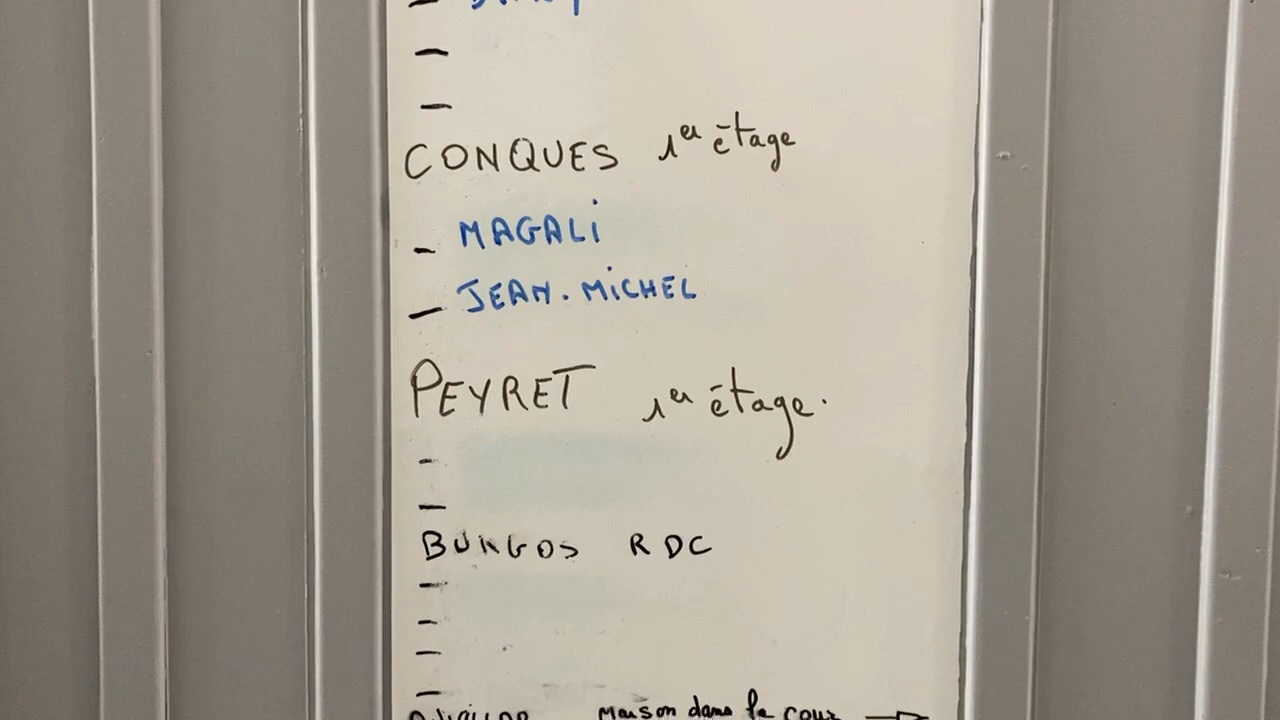 -
-
CONQUES 1er étage
- MAGALi
- JEAN-MiCHEL
PEYRET 1er étage.
-
-
BURGOS RDC
-
-
-
-
Maison dans la cour →